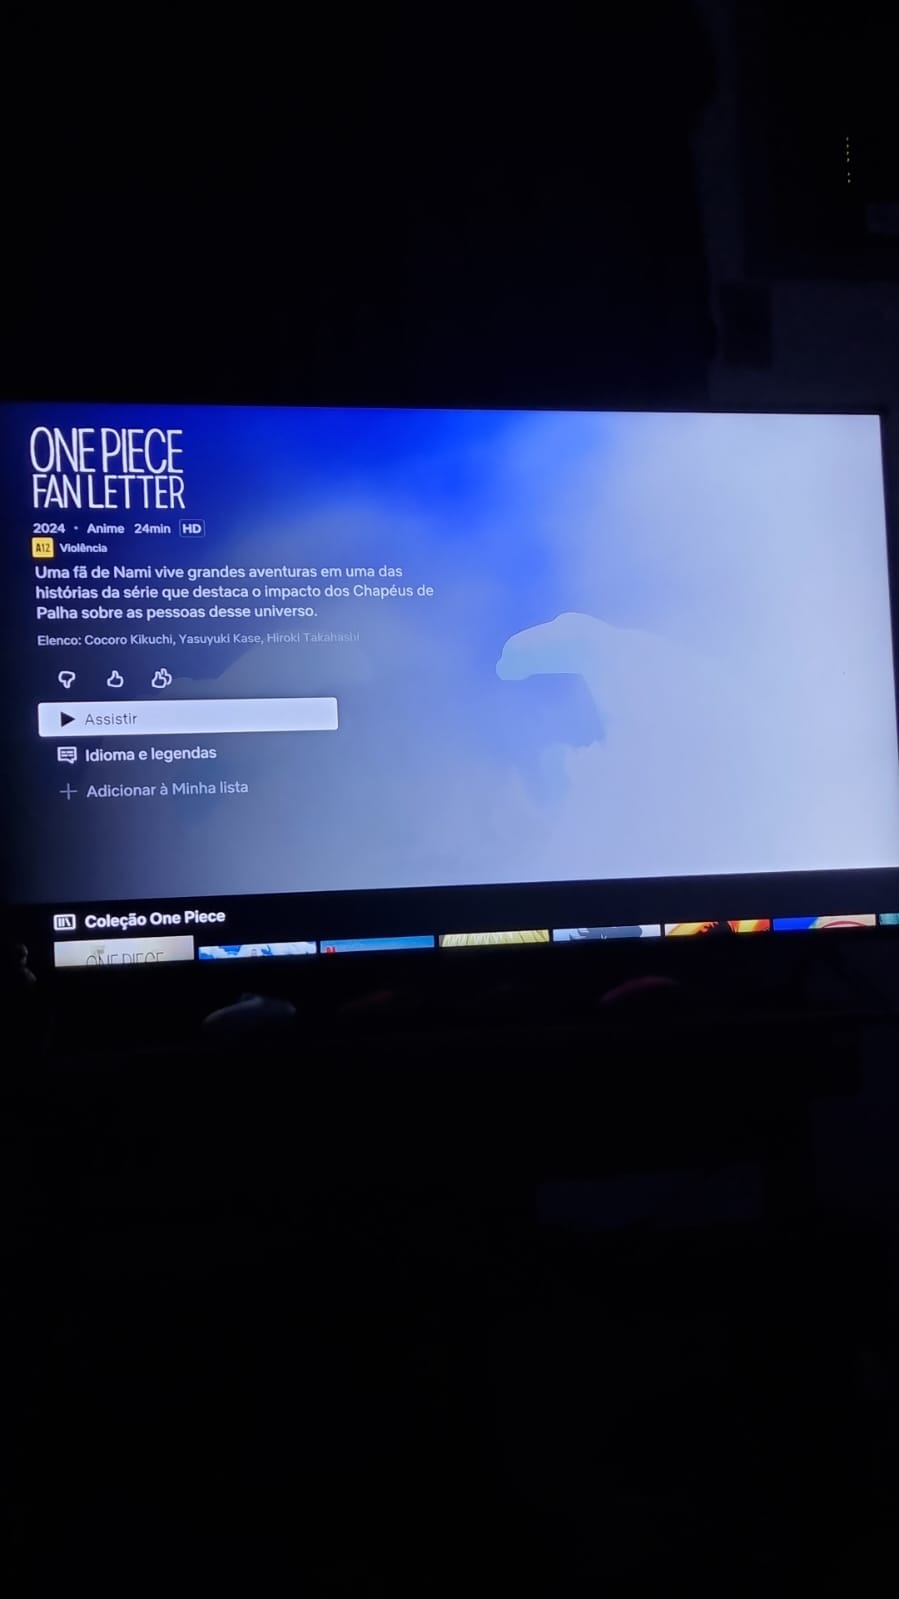 ONE PIECE
FAN LETTER
2024 • Anime 24min HD
A12 Violência
Uma fã de Nami vive grandes aventuras em uma das
histórias da série que destaca o impacto dos Chapéus de
Palha sobre as pessoas desse universo.
Elenco: Cocoro Kikuchi, Yasuyuki Kase, Hiroki Takahashi
Assistir
Idioma e legendas
+ Adicionar à Minha lista
Coleção One Piece
ONE PIECE